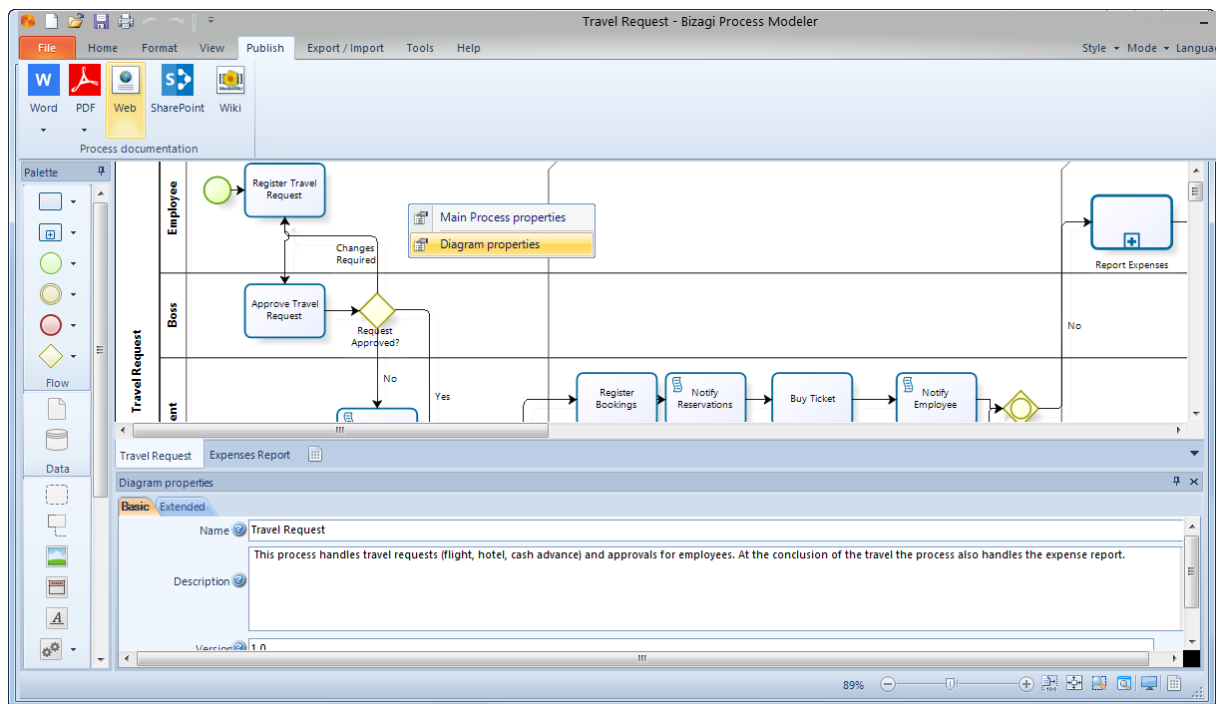 Travel Request - Bizagi Process Modeler
File Home Format View Publish Export / Import Tools Help
Style Mode
W
S
Word PDF Web SharePoint Wiki
Process documentation
Palette
Flow
Data
Travel Request
Employee
Boss
Register Travel
Request
Changes
Required
Main Process properties
Diagram properties
Report Expenses
Approve Travel
Request
Request
Approved?
No
Yes
No
Register
Bookings
Notify
Reservations
Buy Ticket
Notify
Employee
ent
Travel Request Expenses Report
Diagram properties
Basic Extended
Name Travel Request
Description This process handles travel requests (flight, hotel, cash advance) and approvals for employees. At the conclusion of the travel the process also handles the expense report.
Version 1.0
89%